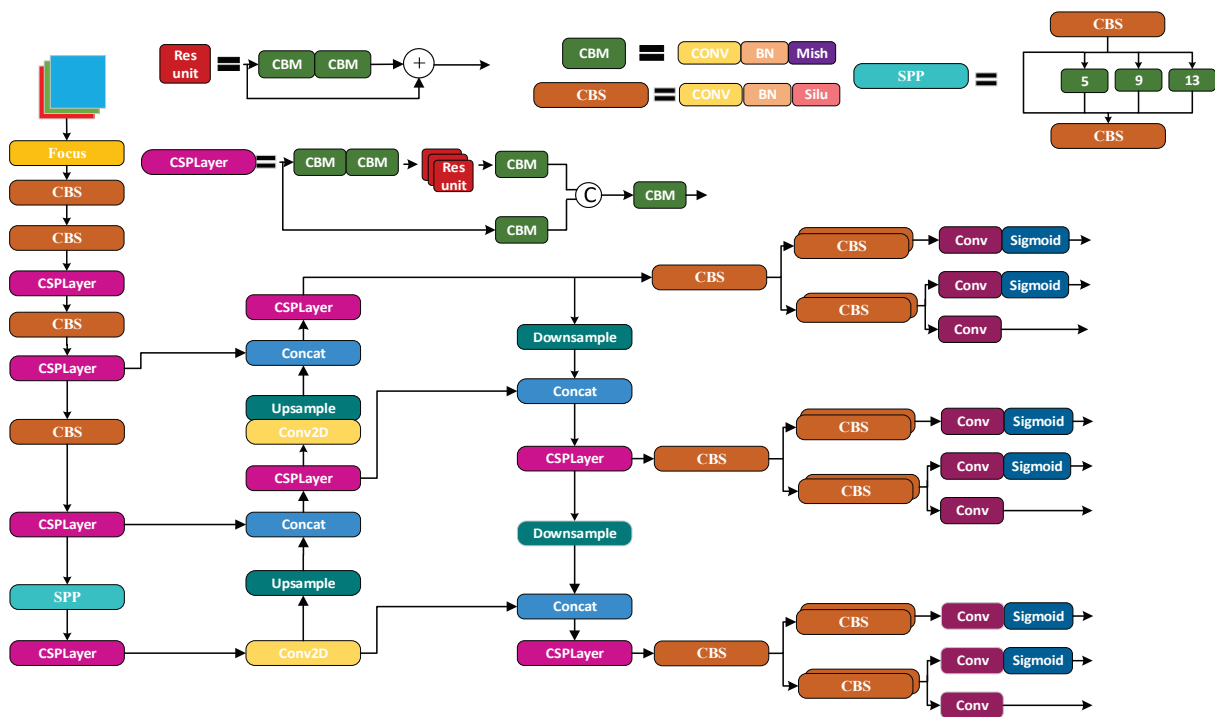 Res
unit
CBM
CBM
+
CBM
CONV
BN
Mish
CBS
CONV
BN
Silu
SPP
CBS
5
9
13
CBS
CSPLayer
CBM
CBM
Res
unit
CBM
CBM
C
CBM
Focus
CBS
CBS
CSPLayer
CBS
CSPLayer
CBS
CSPLayer
SPP
CSPLayer
CSPLayer
Concat
Upsample
Conv2D
CSPLayer
Concat
Upsample
Conv2D
Downsample
Concat
CSPLayer
Downsample
Concat
CSPLayer
CBS
CBS
Conv
Sigmoid
CBS
Conv
Sigmoid
Conv
CBS
CBS
Conv
Sigmoid
CBS
Conv
Sigmoid
Conv
CBS
CBS
Conv
Sigmoid
CBS
Conv
Sigmoid
Conv